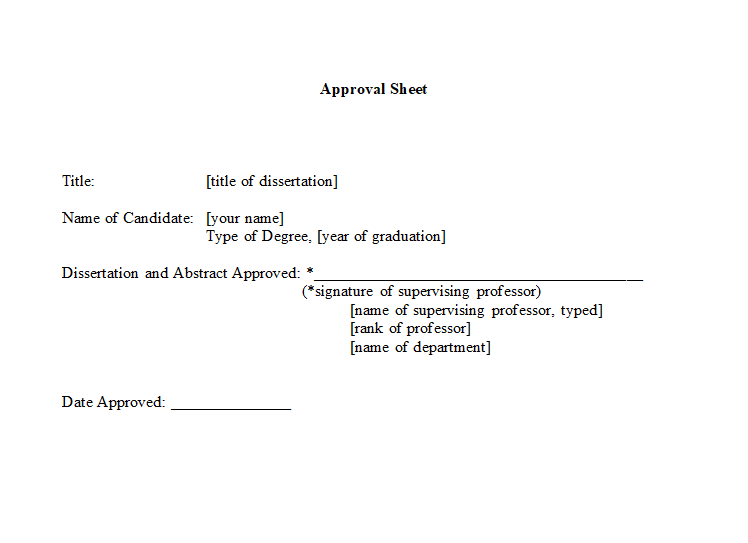 Approval Sheet
Title: [title of dissertation]
Name of Candidate: [your name]
Type of Degree, [year of graduation]
Dissertation and Abstract Approved: *____________________________________________
(*signature of supervising professor)
[name of supervising professor, typed]
[rank of professor]
[name of department]
Date Approved: ________________